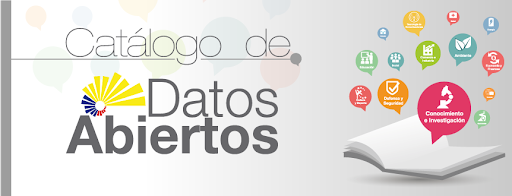 Catálogo de
Datos
Abiertos
Ambiente
Defensa y
Seguridad
Conocimiento
e Investigación